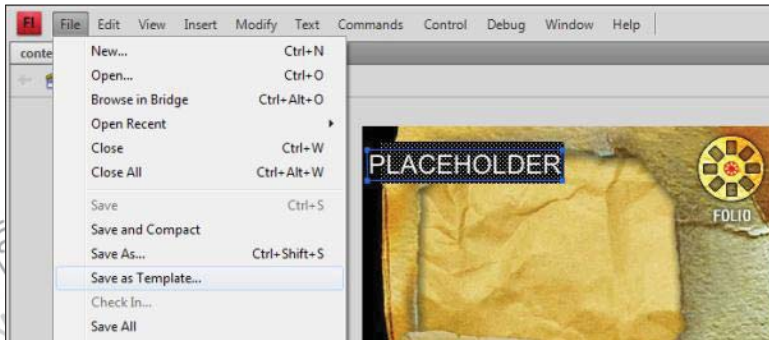 FL File Edit View Insert Modify Text Commands Control Debug Window Help
conte
New... Ctrl+N
Open... Ctrl+O
Browse in Bridge Ctrl+Alt+O
Open Recent
Close Ctrl+W
Close All Ctrl+Alt+W
Save Ctrl+S
Save and Compact
Save As... Ctrl+Shift+S
Save as Template...
Check In...
Save All
PLACEHOLDER
FOLIO